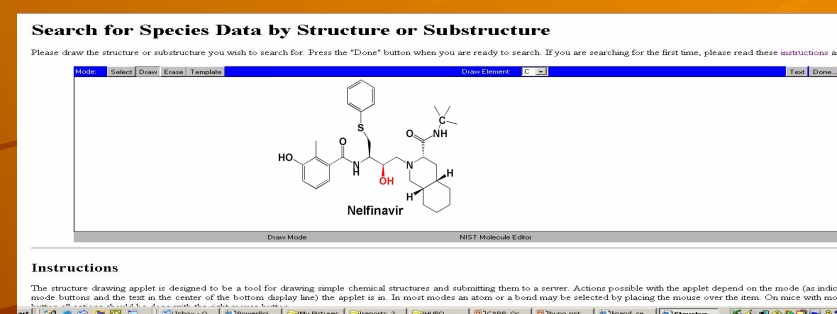 Search for Species Data by Structure or Substructure
Please draw the structure or substructure you wish to search for. Press the "Done" button when you are ready to search. If you are searching for the first time, please read these instructions a
Mode: Select Draw Erase Template Draw Element: C Text Done...
C
S
O NH
O
HO
N
H
N
OH
H
H
Nelfinavir
Draw Mode NIST Molecule Editor
Instructions
The structure drawing applet is designed to be a tool for drawing simple chemical structures and submitting them to a server. Actions possible with the applet depend on the mode (as indic
mode buttons and the text in the center of the bottom display line) the applet is in. In most modes an atom or a bond may be selected by placing the mouse over the item. On mice with mo
Inbox - O PowerPoi My Pictures reports_2 HUPO